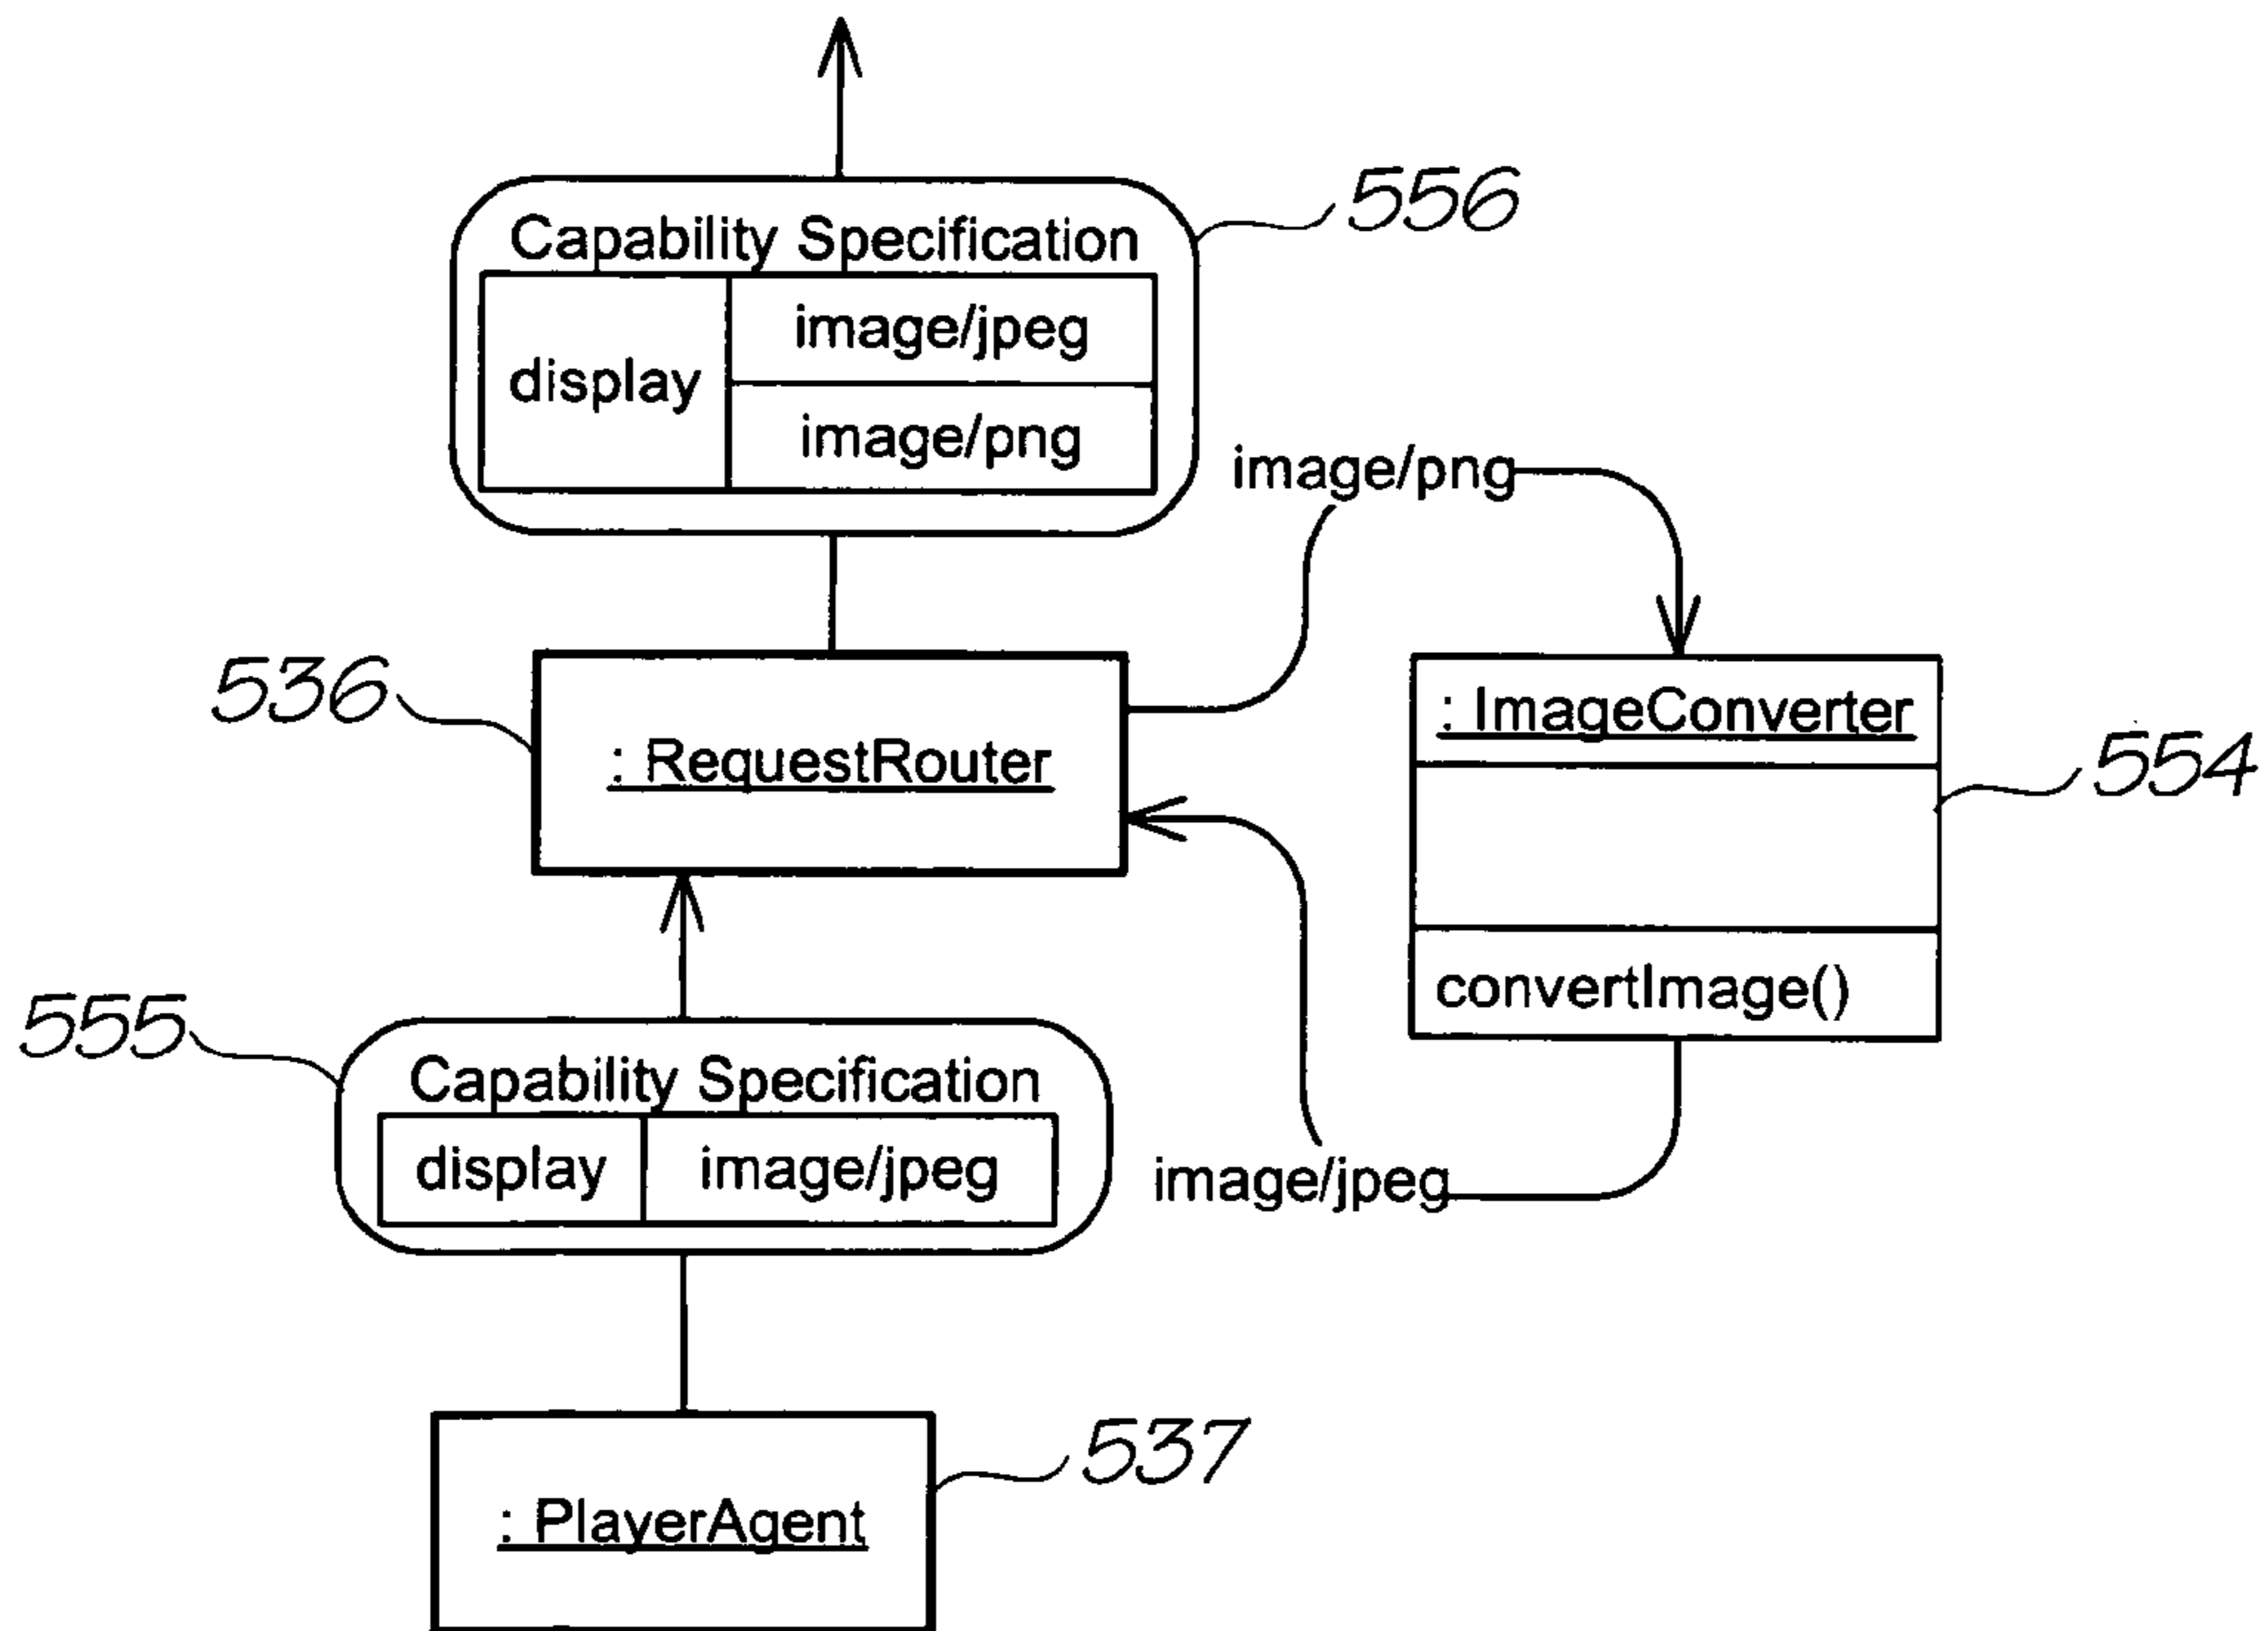 556
Capability Specification
display
image/jpeg
image/png
image/png
536
: RequestRouter
: ImageConverter
554
convertImage()
555
Capability Specification
display
image/jpeg
image/jpeg
537
: PlayerAgent